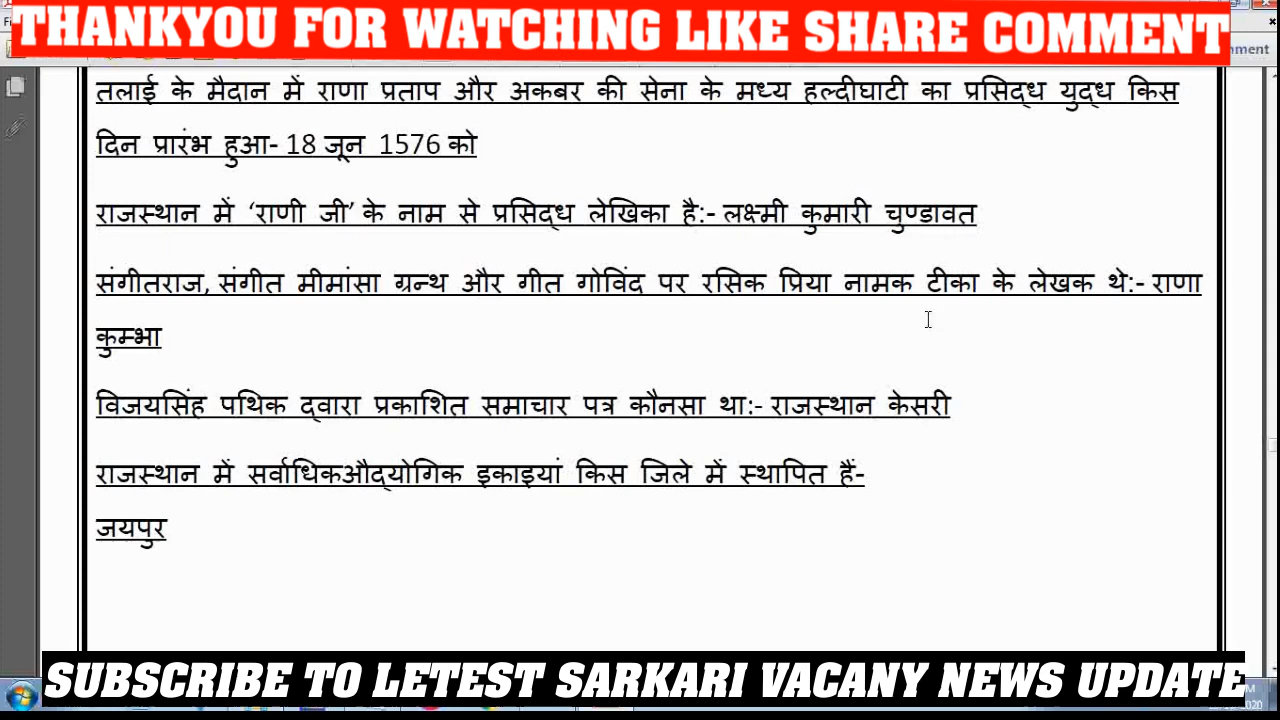 THANKYOU FOR WATCHING LIKE SHARE COMMENT
तलाई के मैदान में राणा प्रताप और अकबर की सेना के मध्य हल्दीघाटी का प्रसिद्ध युद्ध किस
दिन प्रारंभ हुआ- 18 जून 1576 को
राजस्थान में ‘राणी जी’ के नाम से प्रसिद्ध लेखिका है:- लक्ष्मी कुमारी चुण्डावत
संगीतराज, संगीत मीमांसा ग्रन्थ और गीत गोविंद पर रसिक प्रिया नामक टीका के लेखक थे:- राणा
कुम्भा
विजयसिंह पथिक द्वारा प्रकाशित समाचार पत्र कौनसा था:- राजस्थान केसरी
राजस्थान में सर्वाधिकऔद्योगिक इकाइयां किस जिले में स्थापित हैं-
जयपुर
SUBSCRIBE TO LETEST SARKARI VACANY NEWS UPDATE